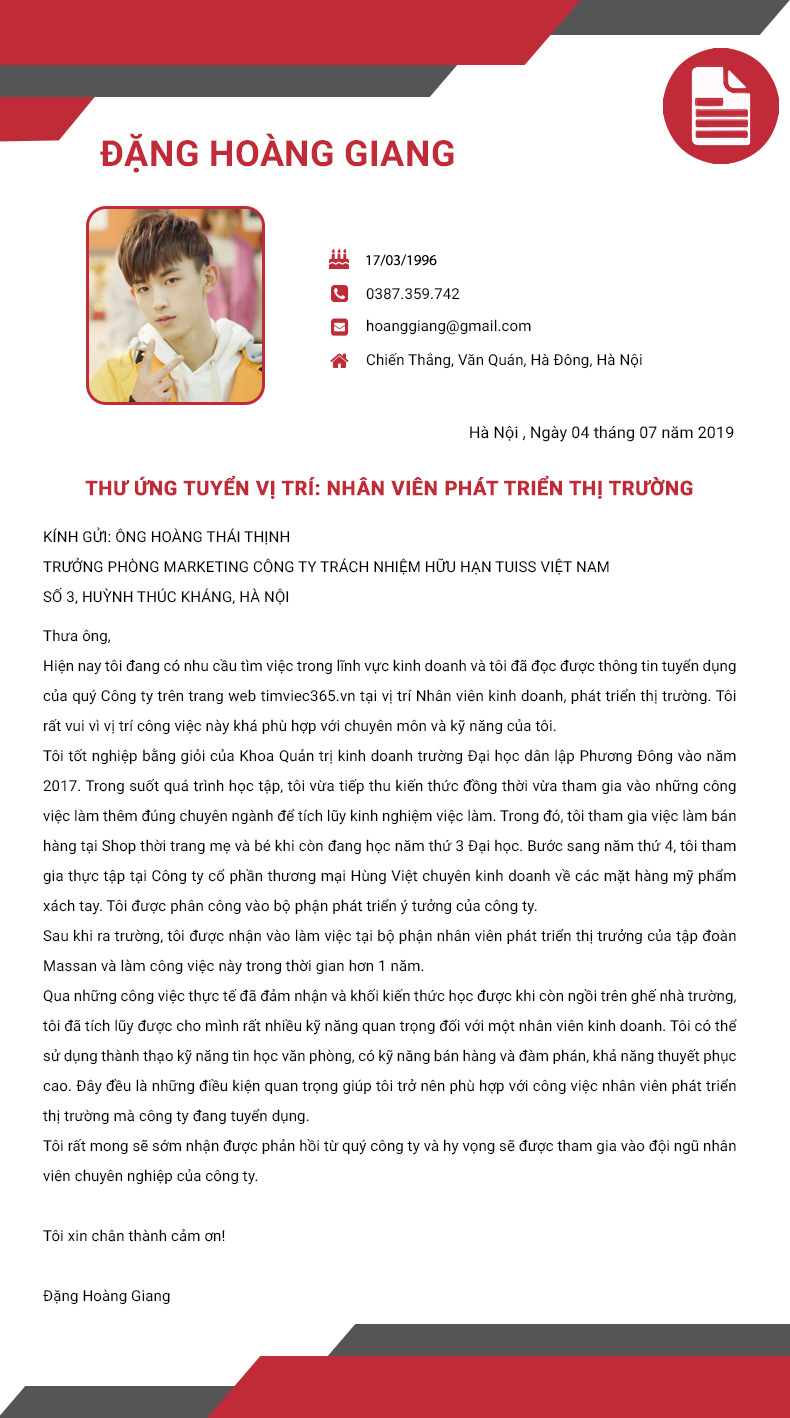 ĐẶNG HOÀNG GIANG
17/03/1996
0387.359.742
hoanggiang@gmail.com
Chiến Thắng, Văn Quán, Hà Đông, Hà Nội
Hà Nội , Ngày 04 tháng 07 năm 2019
THƯ ỨNG TUYỂN VỊ TRÍ: NHÂN VIÊN PHÁT TRIỂN THỊ TRƯỜNG
KÍNH GỬI: ÔNG HOÀNG THÁI THỊNH
TRƯỞNG PHÒNG MARKETING CÔNG TY TRÁCH NHIỆM HỮU HẠN TUISS VIỆT NAM
SỐ 3, HUỲNH THÚC KHÁNG, HÀ NỘI
Thưa ông,
Hiện nay tôi đang có nhu cầu tìm việc trong lĩnh vực kinh doanh và tôi đã đọc được thông tin tuyển dụng
của quý Công ty trên trang web timviec365.vn tại vị trí Nhân viên kinh doanh, phát triển thị trường. Tôi
rất vui vì vị trí công việc này khá phù hợp với chuyên môn và kỹ năng của tôi.
Tôi tốt nghiệp bằng giỏi của Khoa Quản trị kinh doanh trường Đại học dân lập Phương Đông vào năm
2017. Trong suốt quá trình học tập, tôi vừa tiếp thu kiến thức đồng thời vừa tham gia vào những công
việc làm thêm đúng chuyên ngành để tích lũy kinh nghiệm việc làm. Trong đó, tôi tham gia việc làm bán
hàng tại Shop thời trang mẹ và bé khi còn đang học năm thứ 3 Đại học. Bước sang năm thứ 4, tôi tham
gia thực tập tại Công ty cổ phần thương mại Hùng Việt chuyên kinh doanh về các mặt hàng mỹ phẩm
xách tay. Tôi được phân công vào bộ phận phát triển ý tưởng của công ty.
Sau khi ra trường, tôi được nhận vào làm việc tại bộ phận nhân viên phát triển thị trưởng của tập đoàn
Massan và làm công việc này trong thời gian hơn 1 năm.
Qua những công việc thực tế đã đảm nhận và khối kiến thức học được khi còn ngồi trên ghế nhà trường,
tôi đã tích lũy được cho mình rất nhiều kỹ năng quan trọng đối với một nhân viên kinh doanh. Tôi có thể
sử dụng thành thạo kỹ năng tin học văn phòng, có kỹ năng bán hàng và đàm phán, khả năng thuyết phục
cao. Đây đều là những điều kiện quan trọng giúp tôi trở nên phù hợp với công việc nhân viên phát triển
thị trường mà công ty đang tuyển dụng.
Tôi rất mong sẽ sớm nhận được phản hồi từ quý công ty và hy vọng sẽ được tham gia vào đội ngũ nhân
viên chuyên nghiệp của công ty.
Tôi xin chân thành cảm ơn!
Đặng Hoàng Giang